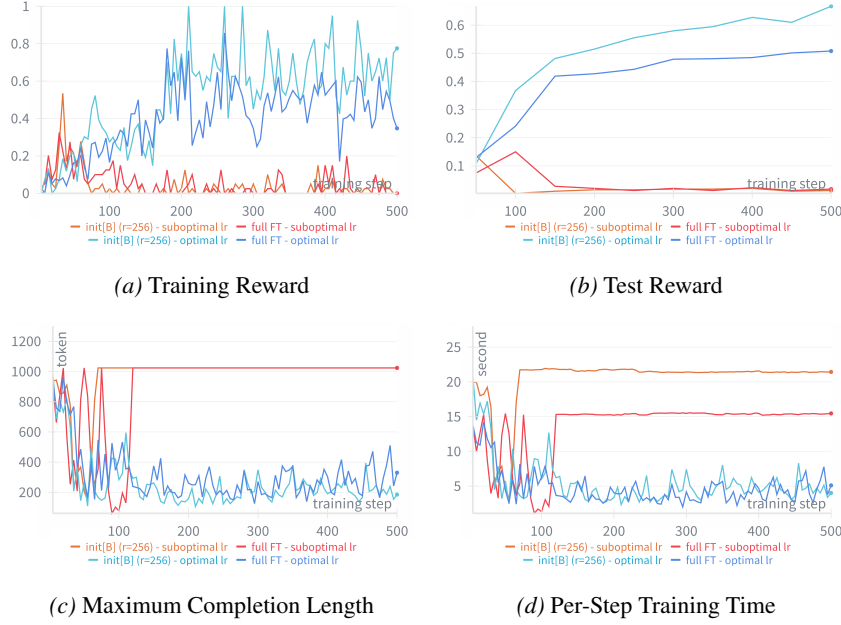 1
0.8
0.6
0.4
0.2
0
training step
100 200 300 400 500
init[B] (r=256) - suboptimal lr full FT - suboptimal lr
init[B] (r=256) - optimal lr full FT - optimal lr
(a) Training Reward
0.6
0.5
0.4
0.3
0.2
0.1
training step
100 200 300 400 500
init[B] (r=256) - suboptimal lr full FT - suboptimal lr
init[B] (r=256) - optimal lr full FT - optimal lr
(b) Test Reward
token
1200
1000
800
600
400
200
training step
100 200 300 400 500
init[B] (r=256) - suboptimal lr full FT - suboptimal lr
init[B] (r=256) - optimal lr full FT - optimal lr
(c) Maximum Completion Length
second
25
20
15
10
5
training step
100 200 300 400 500
init[B] (r=256) - suboptimal lr full FT - suboptimal lr
init[B] (r=256) - optimal lr full FT - optimal lr
(d) Per-Step Training Time